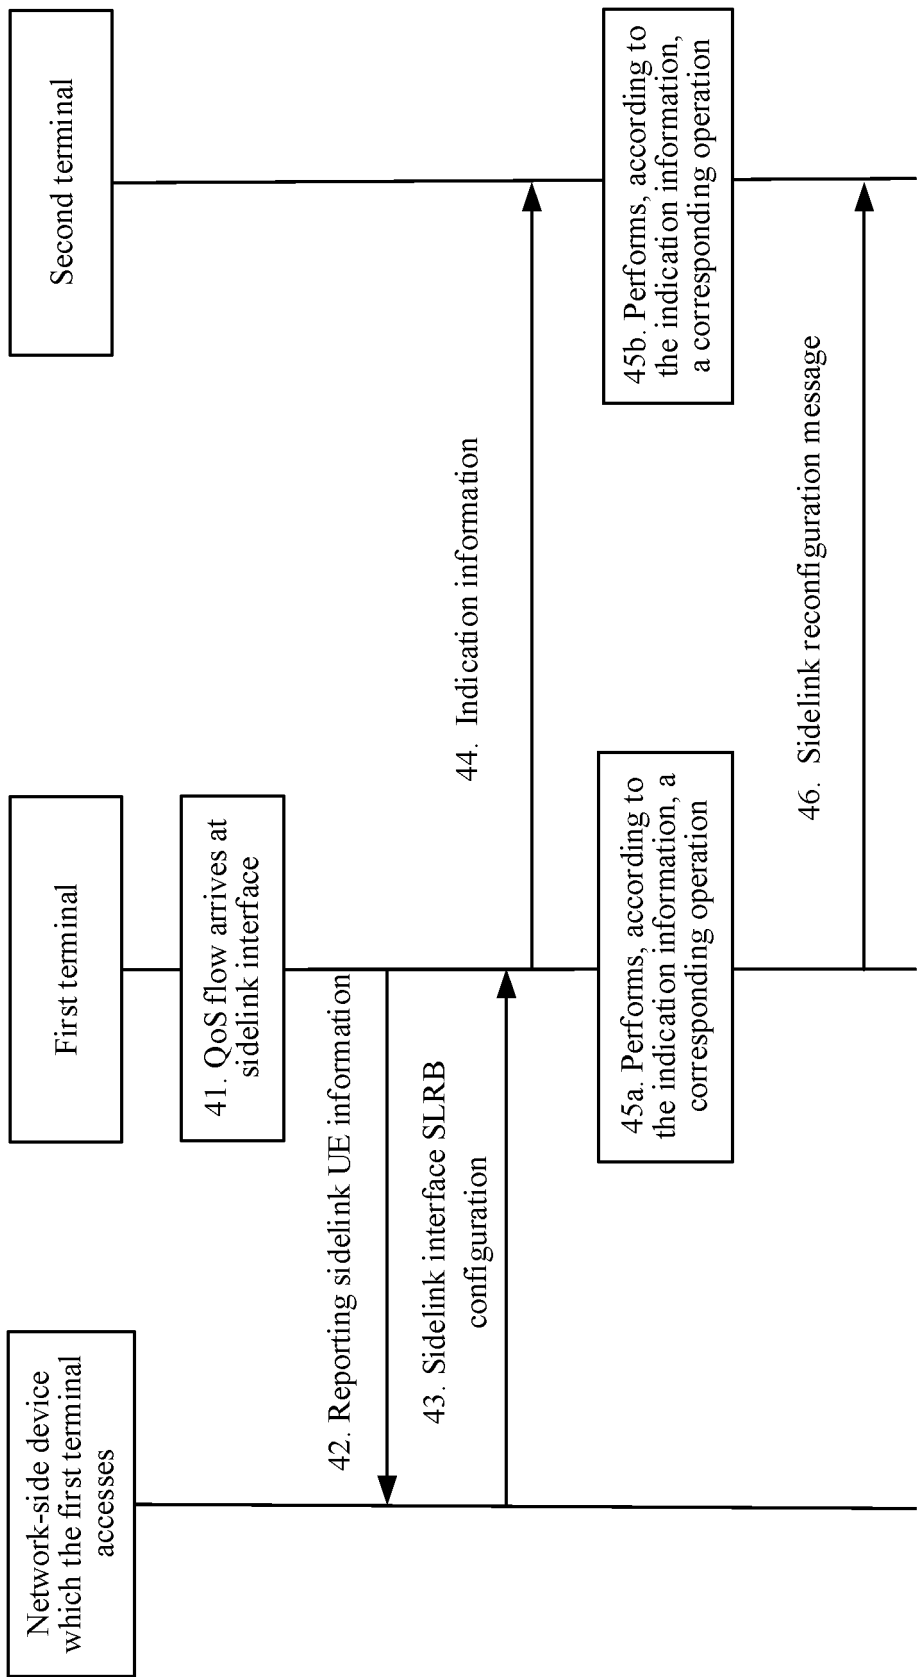 Network-side device
which the first terminal
accesses
First terminal
Second terminal
41. QoS flow arrives at
sidelink interface
42. Reporting sidelink UE information
43. Sidelink interface SLRB
configuration
44. Indication information
45a. Performs, according to
the indication information, a
corresponding operation
45b. Performs, according to
the indication information,
a corresponding operation
46. Sidelink reconfiguration message